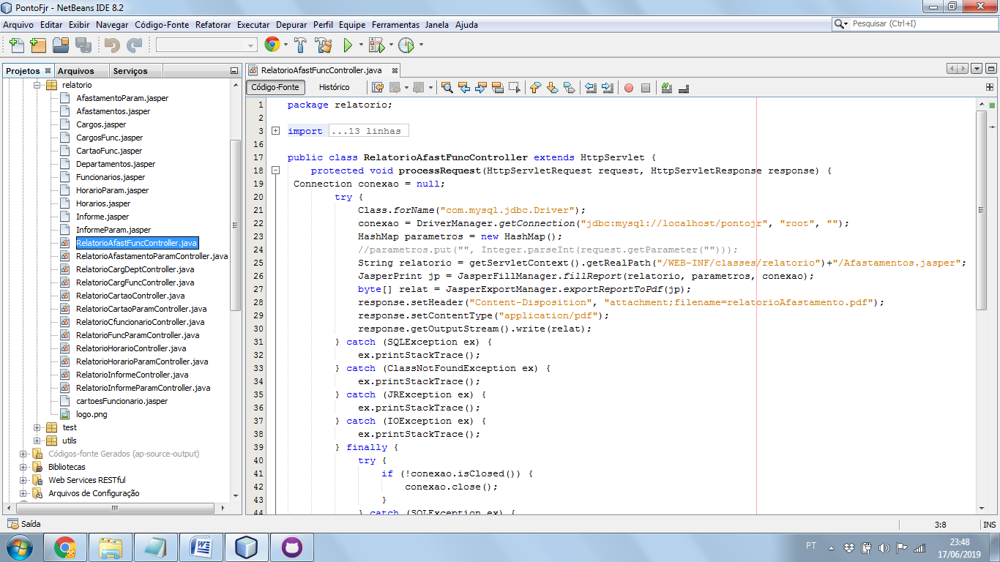 PontoFjr - NetBeans IDE 8.2
Arquivo Editar Exibir Navegar Código-Fonte Refatorar Executar Depurar Perfil Equipe Ferramentas Janela Ajuda
Pesquisar (Ctrl+I)
Projetos Arquivos Serviços
RelatorioAfastFuncController.java
Código-Fonte Histórico
relatorio
AfastamentoParam.jasper
Afastamentos.jasper
Cargos.jasper
CargosFunc.jasper
CartaoFunc.jasper
Departamentos.jasper
Funcionarios.jasper
HorarioParam.jasper
Horarios.jasper
Informe.jasper
InformeParam.jasper
RelatorioAfastFuncController.java
RelatorioAfastamentoParamController.java
RelatorioCargDeptController.java
RelatorioCargFuncController.java
RelatorioCartaoController.java
RelatorioCartaoParamController.java
RelatorioCfuncionarioController.java
RelatorioFuncParamController.java
RelatorioHorarioController.java
RelatorioHorarioParamController.java
RelatorioInformeController.java
RelatorioInformeParamController.java
cartoesFuncionario.jasper
logo.png
test
utils
Códigos-fonte Gerados (ap-source-output)
Bibliotecas
Web Services RESTful
Arquivos de Configuração
1 package relatorio;
2
3 import ...13 linhas
16
17 public class RelatorioAfastFuncController extends HttpServlet {
18 protected void processRequest(HttpServletRequest request, HttpServletResponse response) {
19 Connection conexao = null;
20 try {
21 Class.forName("com.mysql.jdbc.Driver");
22 conexao = DriverManager.getConnection("jdbc:mysql://localhost/pontojr", "root", "");
23 HashMap parametros = new HashMap();
24 //parametros.put("", Integer.parseInt(request.getParameter("")));
25 String relatorio = getServletContext().getRealPath("/WEB-INF/classes/relatorio")+"/Afastamentos.jasper";
26 JasperPrint jp = JasperFillManager.fillReport(relatorio, parametros, conexao);
27 byte[] relat = JasperExportManager.exportReportToPdf(jp);
28 response.setHeader("Content-Disposition", "attachment;filename=relatorioAfastamento.pdf");
29 response.setContentType("application/pdf");
30 response.getOutputStream().write(relat);
31 } catch (SQLException ex) {
32 ex.printStackTrace();
33 } catch (ClassNotFoundException ex) {
34 ex.printStackTrace();
35 } catch (JRException ex) {
36 ex.printStackTrace();
37 } catch (IOException ex) {
38 ex.printStackTrace();
39 } finally {
40 try {
41 if (!conexao.isClosed()) {
42 conexao.close();
43 }
44 } catch (SQLException ex) {
Saída
3:8 INS
PT
23:48
17/06/2019